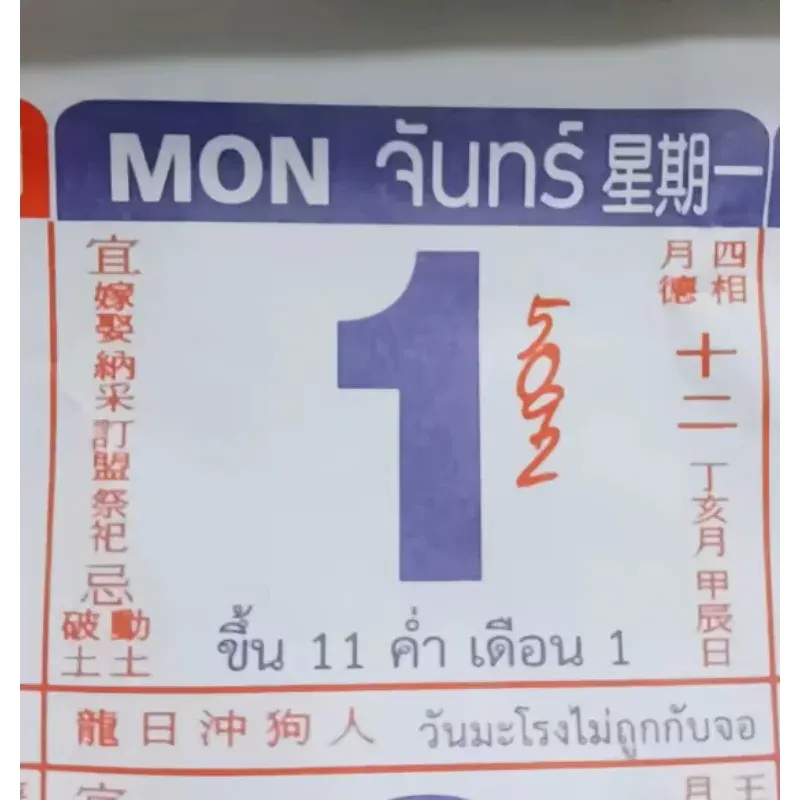 MON จันทร์ 星期一
宜
嫁娶納采訂盟祭祀
忌
動土
破土
1
四相
月德
十二
丁亥月
甲辰日
ขึ้น 11 ค่ำ เดือน 1
龍日沖狗人 วันมะโรงไม่ถูกกับจอ
宜
月